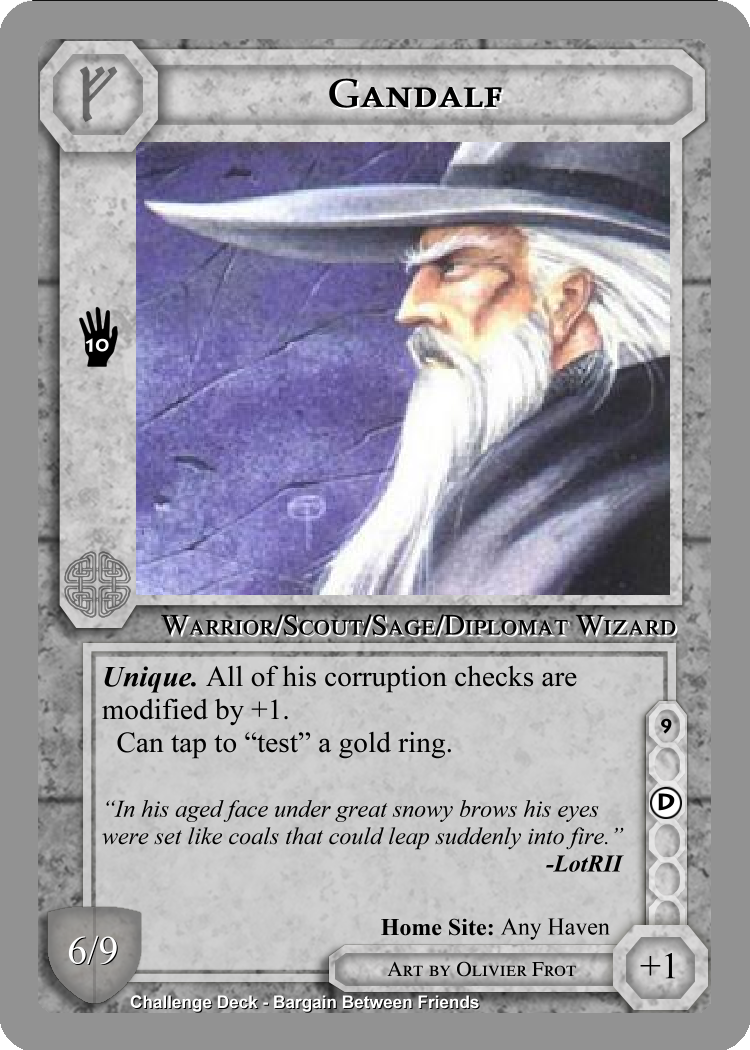 Gandalf
10
Warrior/Scout/Sage/Diplomat Wizard
Unique. All of his corruption checks are
modified by +1.
Can tap to “test” a gold ring.
9
D
“In his aged face under great snowy brows his eyes
were set like coals that could leap suddenly into fire.”
-LotRII
Home Site: Any Haven
6/9
Art by Olivier Frot
+1
Challenge Deck - Bargain Between Friends